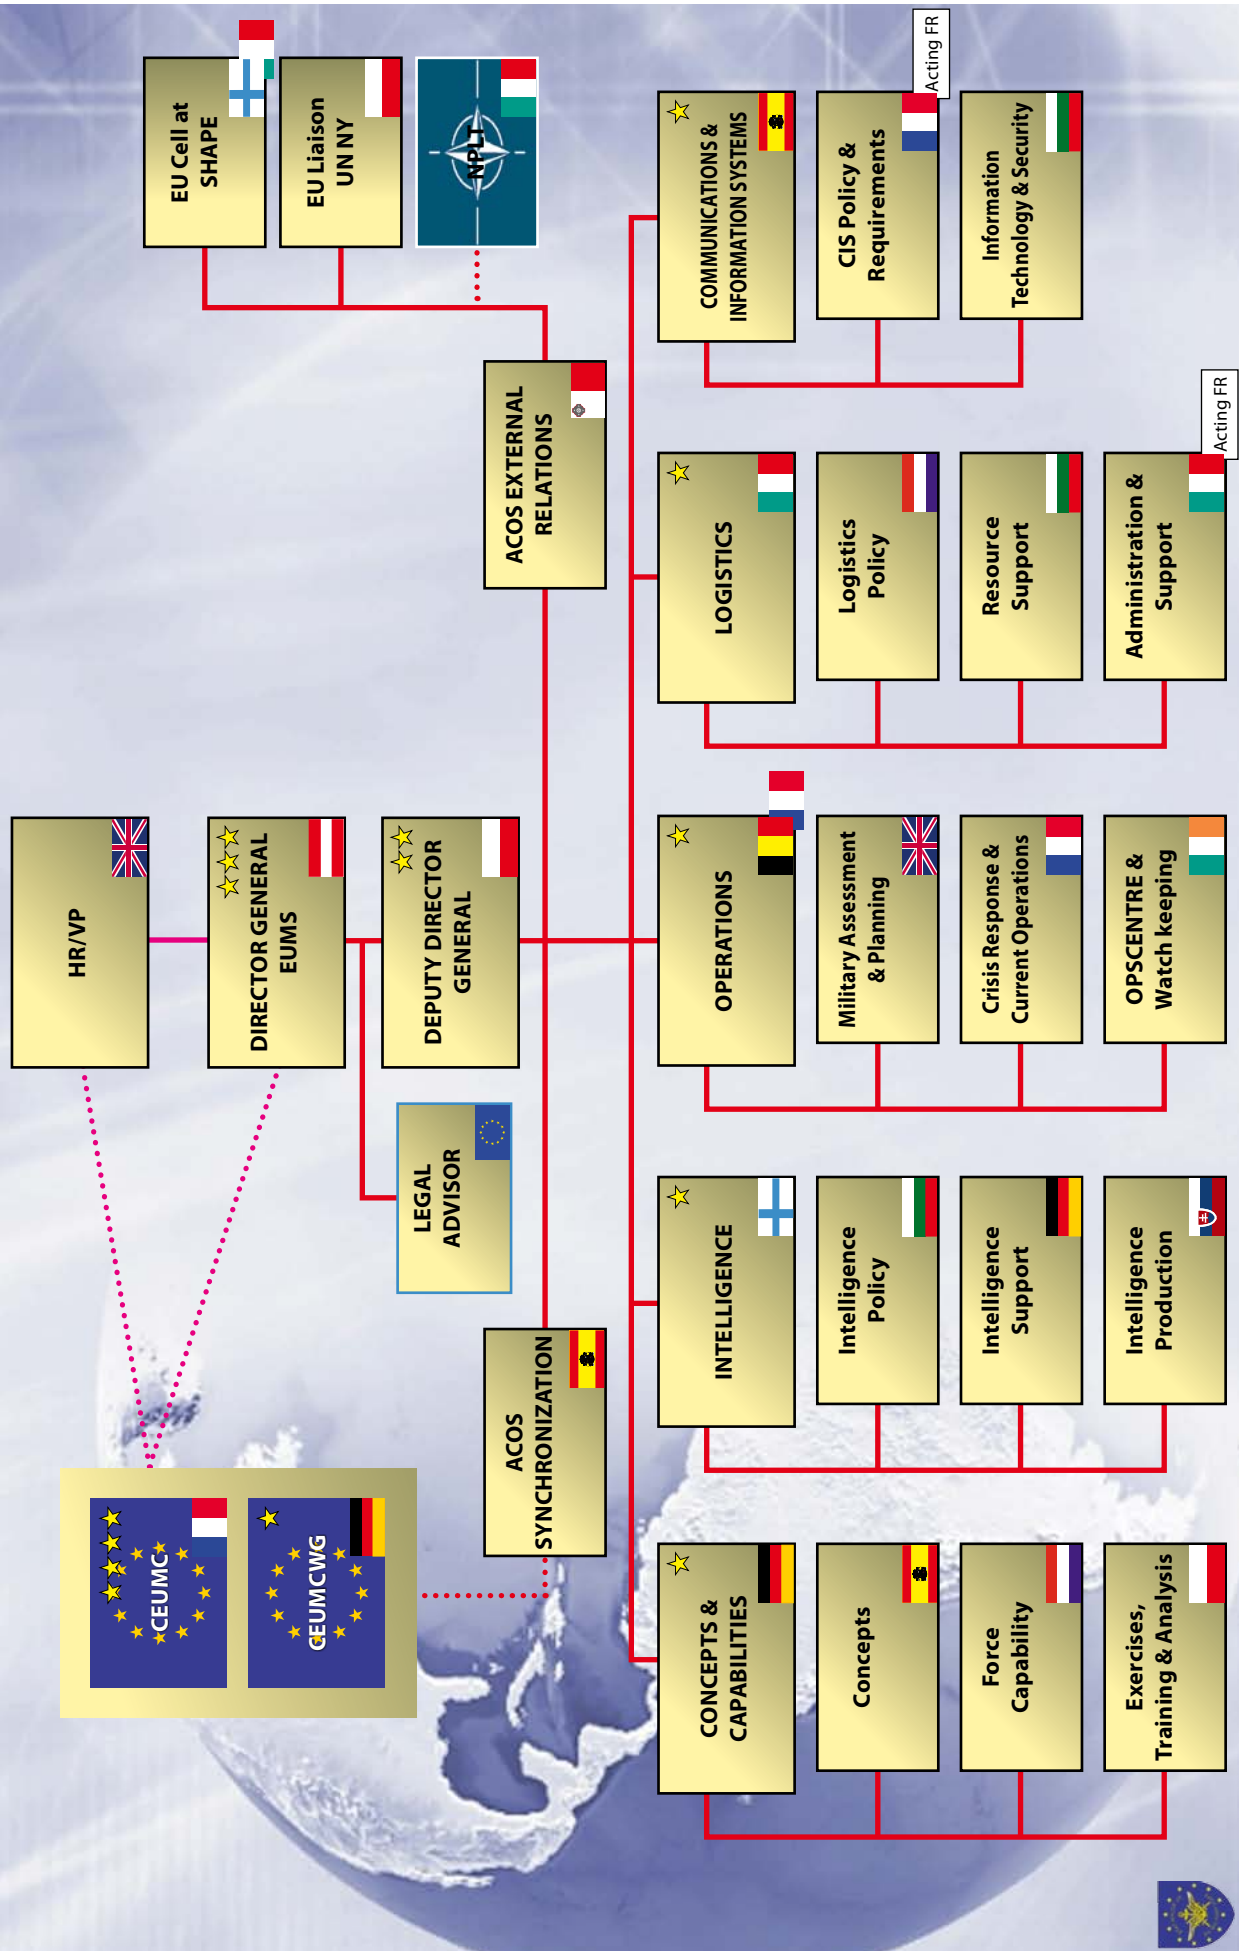 HR/VP
CEUMC
CEUMCWG
DIRECTOR GENERAL
EUMS
EU Cell at
SHAPE
EU Liaison
UN NY
NPLT
LEGAL
ADVISOR
DEPUTY DIRECTOR
GENERAL
ACOS
SYNCHRONIZATION
ACOS EXTERNAL
RELATIONS
CONCEPTS &
CAPABILITIES
Concepts
Force
Capability
Exercises,
Training & Analysis
INTELLIGENCE
Intelligence
Policy
Intelligence
Support
Intelligence
Production
OPERATIONS
Military Assessment
& Planning
Crisis Response &
Current Operations
OPSCENTRE &
Watch keeping
LOGISTICS
Logistics
Policy
Resource
Support
Administration &
Support
Acting FR
COMMUNICATIONS &
INFORMATION SYSTEMS
CIS Policy &
Requirements
Acting FR
Information
Technology & Security